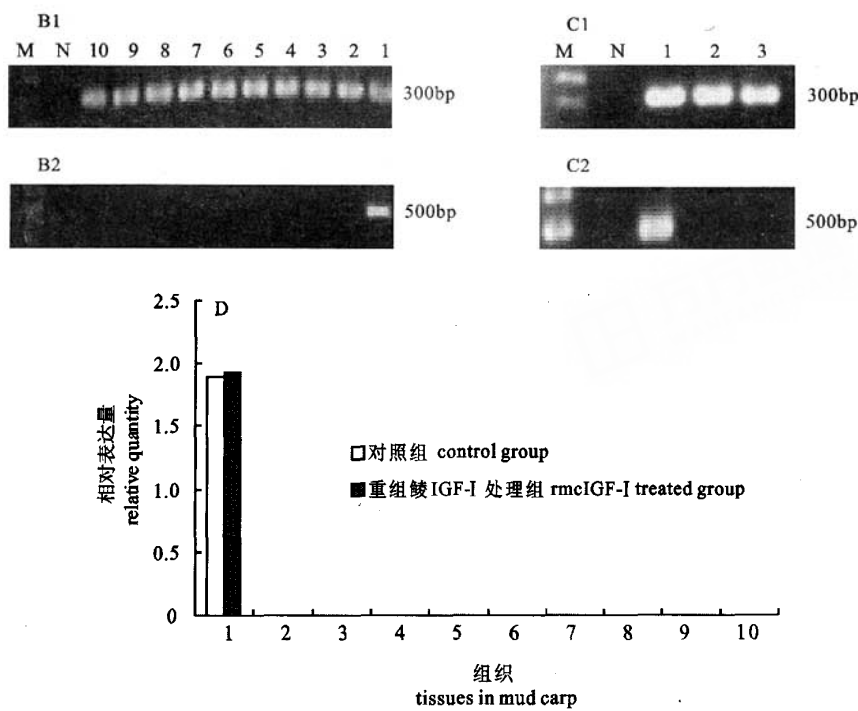 B1
M N 10 9 8 7 6 5 4 3 2 1
300bp
C1
M N 1 2 3
300bp
B2
500bp
C2
500bp
D
2.5
2.0
1.5
1.0
0.5
0
相对表达量
relative quantity
对照组 control group
重组鲮IGF-I 处理组 rmcIGF-I treated group
1 2 3 4 5 6 7 8 9 10
组织
tissues in mud carp